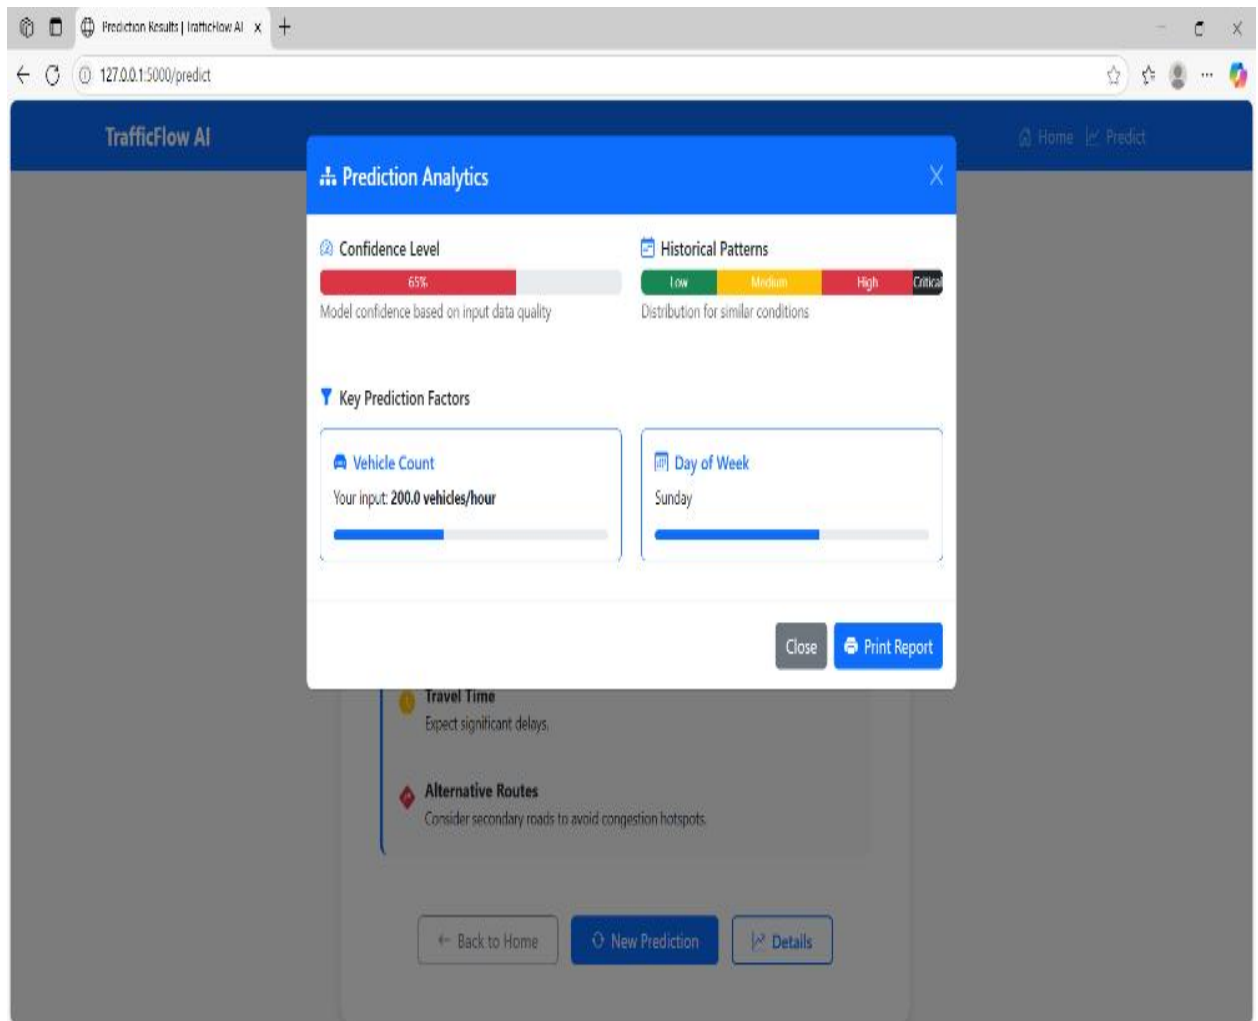 Prediction Results | TrafficFlow AI
127.0.0.1:5000/predict
TrafficFlow AI
Home Predict
Prediction Analytics
Confidence Level
65%
Model confidence based on input data quality
Historical Patterns
Low Medium High Critical
Distribution for similar conditions
Key Prediction Factors
Vehicle Count
Your input: 200.0 vehicles/hour
Day of Week
Sunday
Close Print Report
Travel Time
Expect significant delays.
Alternative Routes
Consider secondary roads to avoid congestion hotspots.
← Back to Home New Prediction Details